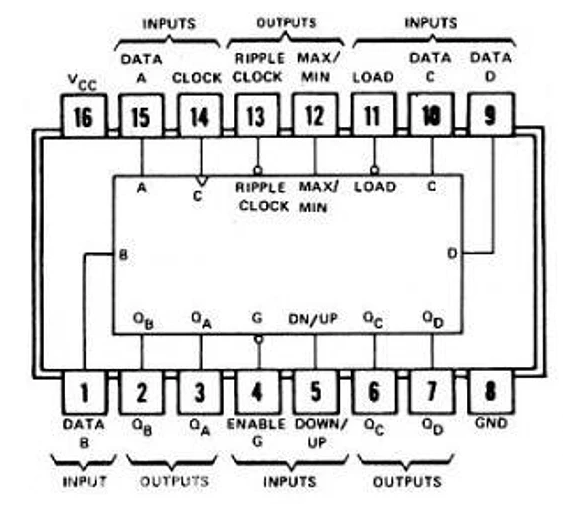 INPUTS OUTPUTS INPUTS
DATA RIPPLE MAX/ DATA DATA
VCC A CLOCK CLOCK MIN LOAD C D
16 15 14 13 12 11 10 9
A C RIPPLE MAX/ LOAD C
CLOCK MIN
B D
QB QA G DN/UP QC QD
1 2 3 4 5 6 7 8
DATA QB QA ENABLE DOWN/ QC QD GND
B G UP
INPUT OUTPUTS INPUTS OUTPUTS